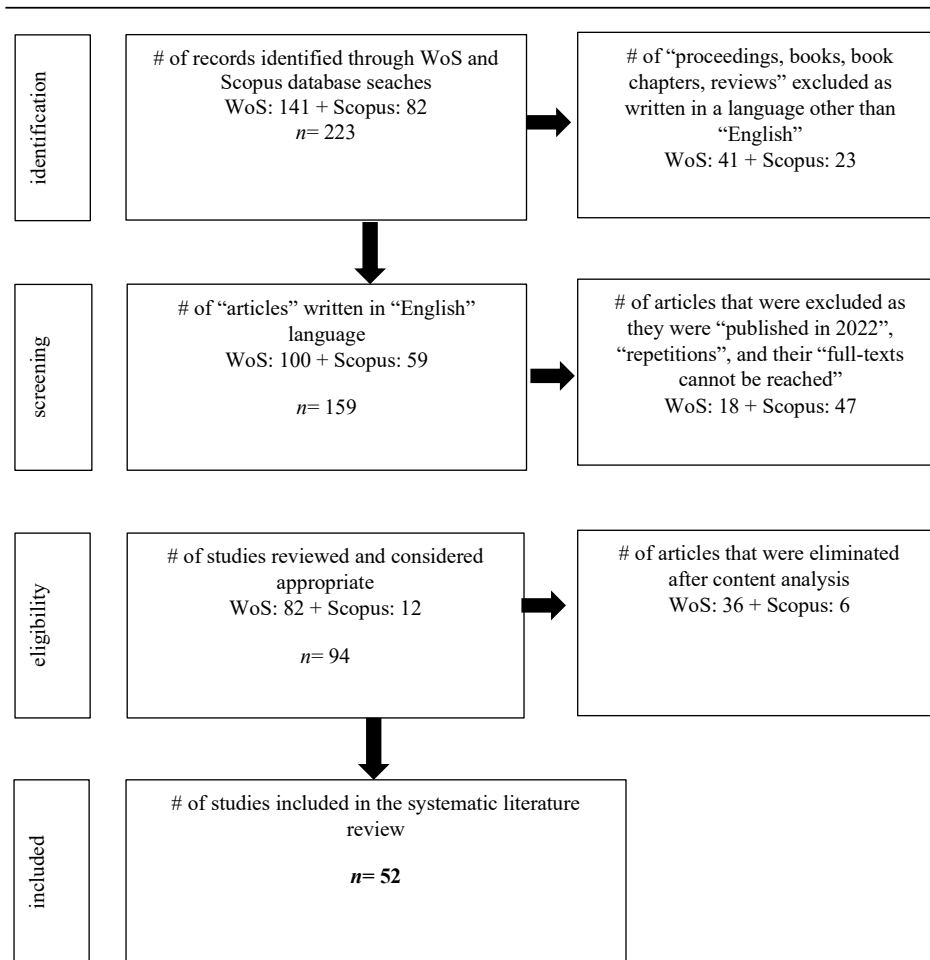 identification
# of records identified through WoS and
Scopus database seaches
WoS: 141 + Scopus: 82
n= 223
# of “proceedings, books, book
chapters, reviews” excluded as
written in a language other than
“English”
WoS: 41 + Scopus: 23
screening
# of “articles” written in “English”
language
WoS: 100 + Scopus: 59
n= 159
# of articles that were excluded as
they were “published in 2022”,
“repetitions”, and their “full-texts
cannot be reached”
WoS: 18 + Scopus: 47
eligibility
# of studies reviewed and considered
appropriate
WoS: 82 + Scopus: 12
n= 94
# of articles that were eliminated
after content analysis
WoS: 36 + Scopus: 6
included
# of studies included in the systematic literature
review
n= 52